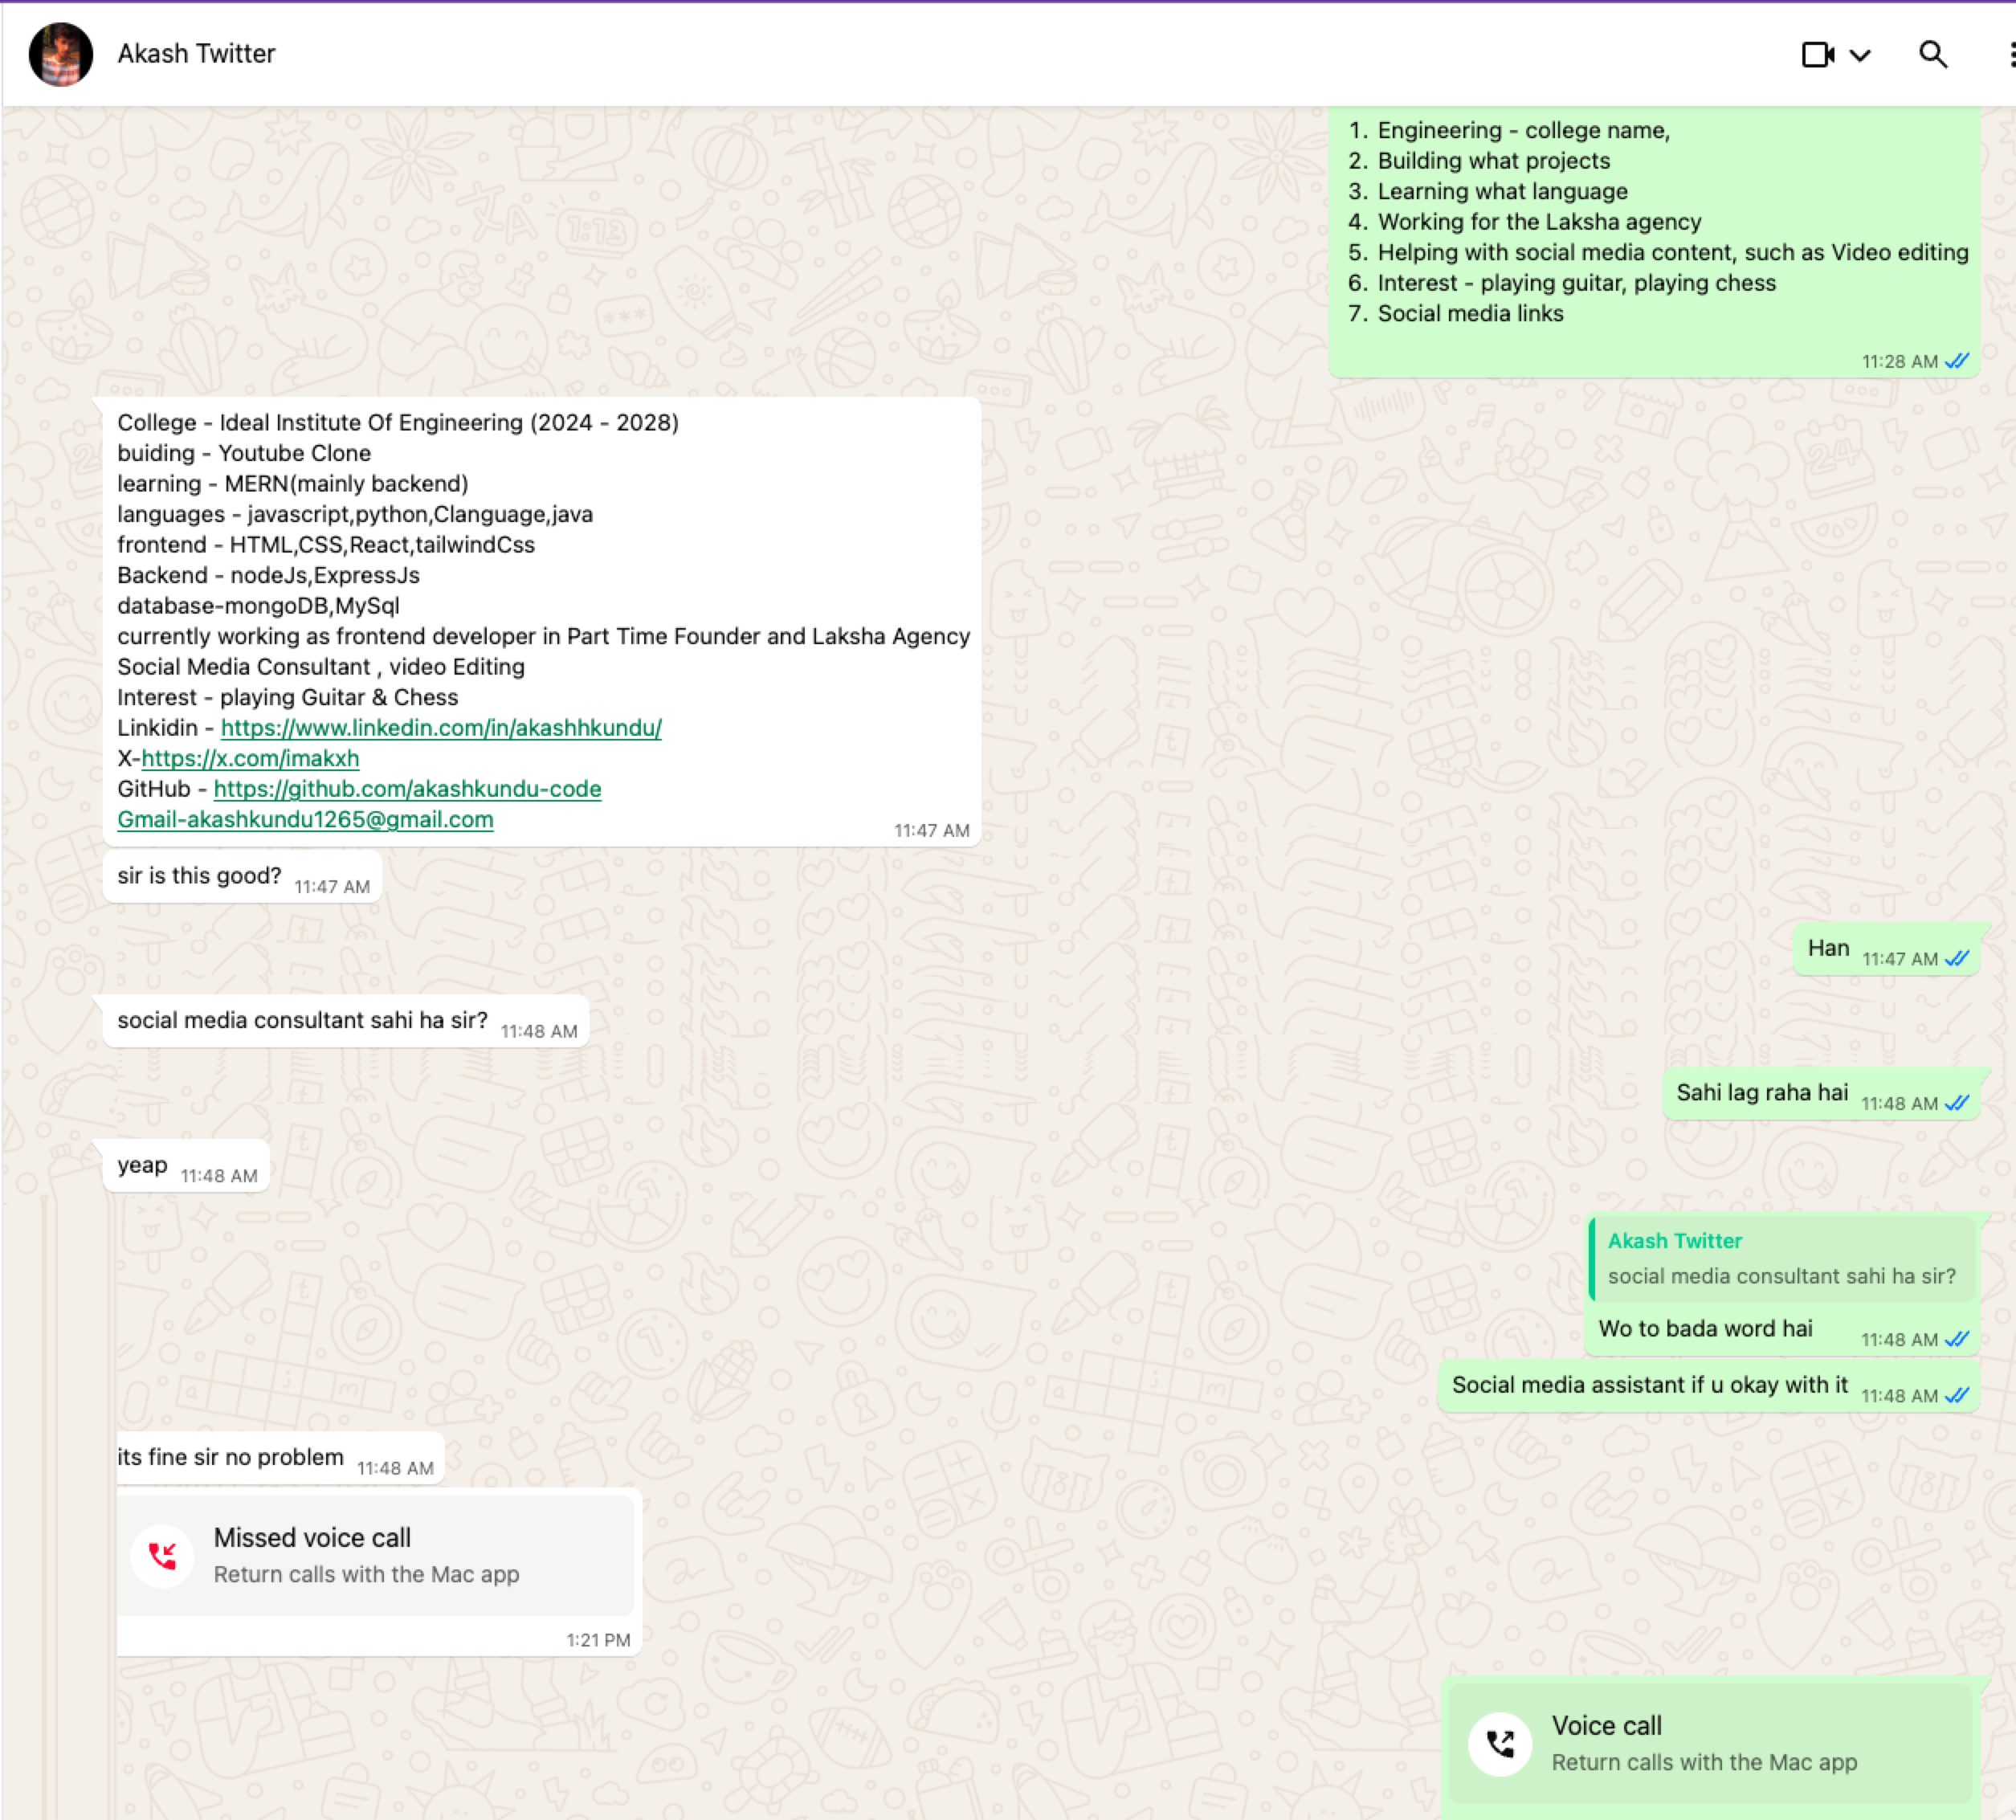 Akash Twitter
1. Engineering - college name,
2. Building what projects
3. Learning what language
4. Working for the Laksha agency
5. Helping with social media content, such as Video editing
6. Interest - playing guitar, playing chess
7. Social media links
11:28 AM
College - Ideal Institute Of Engineering (2024 - 2028)
buiding - Youtube Clone
learning - MERN(mainly backend)
languages - javascript,python,Clanguage,java
frontend - HTML,CSS,React,tailwindCss
Backend - nodeJs,ExpressJs
database-mongoDB,MySql
currently working as frontend developer in Part Time Founder and Laksha Agency
Social Media Consultant , video Editing
Interest - playing Guitar & Chess
Linkidin - https://www.linkedin.com/in/akashhkundu/
X-https://x.com/imakxh
GitHub - https://github.com/akashkundu-code
Gmail-akashkundu1265@gmail.com
11:47 AM
sir is this good? 11:47 AM
Han 11:47 AM
social media consultant sahi ha sir? 11:48 AM
Sahi lag raha hai 11:48 AM
yeap 11:48 AM
Akash Twitter
social media consultant sahi ha sir?
Wo to bada word hai 11:48 AM
Social media assistant if u okay with it 11:48 AM
its fine sir no problem 11:48 AM
Missed voice call
Return calls with the Mac app
1:21 PM
Voice call
Return calls with the Mac app